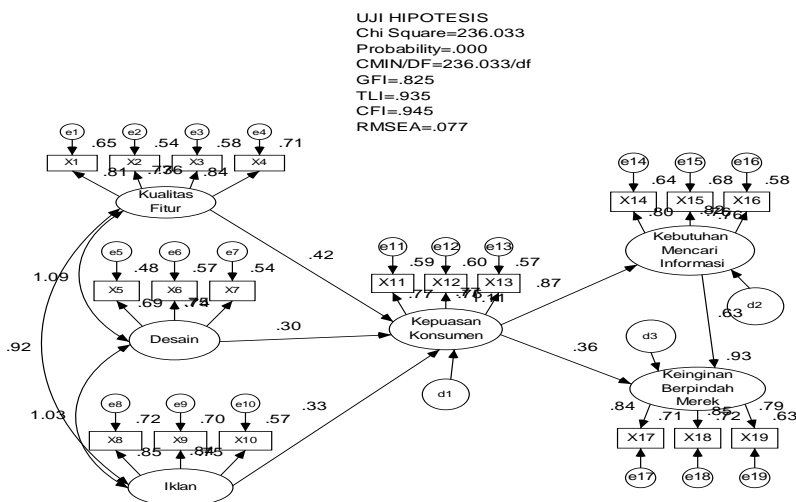 UJI HIPOTESIS
Chi Square=236.033
Probability=.000
CMIN/DF=236.033/df
GFI=.825
TLI=.935
CFI=.945
RMSEA=.077
e1
.65
e2
.54
e3
.58
e4
.71
X1
X2
X3
X4
.81
.84
Kualitas
Fitur
e5
.48
e6
.57
e7
.54
X5
X6
X7
.69
Desain
e8
.72
e9
.70
e10
.57
X8
X9
X10
.85
Iklan
1.09
.92
1.03
.42
.30
.33
e11
.59
e12
.60
e13
.57
X11
X12
X13
.77
Kepuasan
Konsumen
d1
.87
.36
e14
.64
e15
.68
e16
.58
X14
X15
X16
.80
.76
Kebutuhan
Mencari
Informasi
d2
.63
d3
.93
Keinginan
Berpindah
Merek
.84
.71
.85
.72
.79
.63
X17
X18
X19
e17
e18
e19